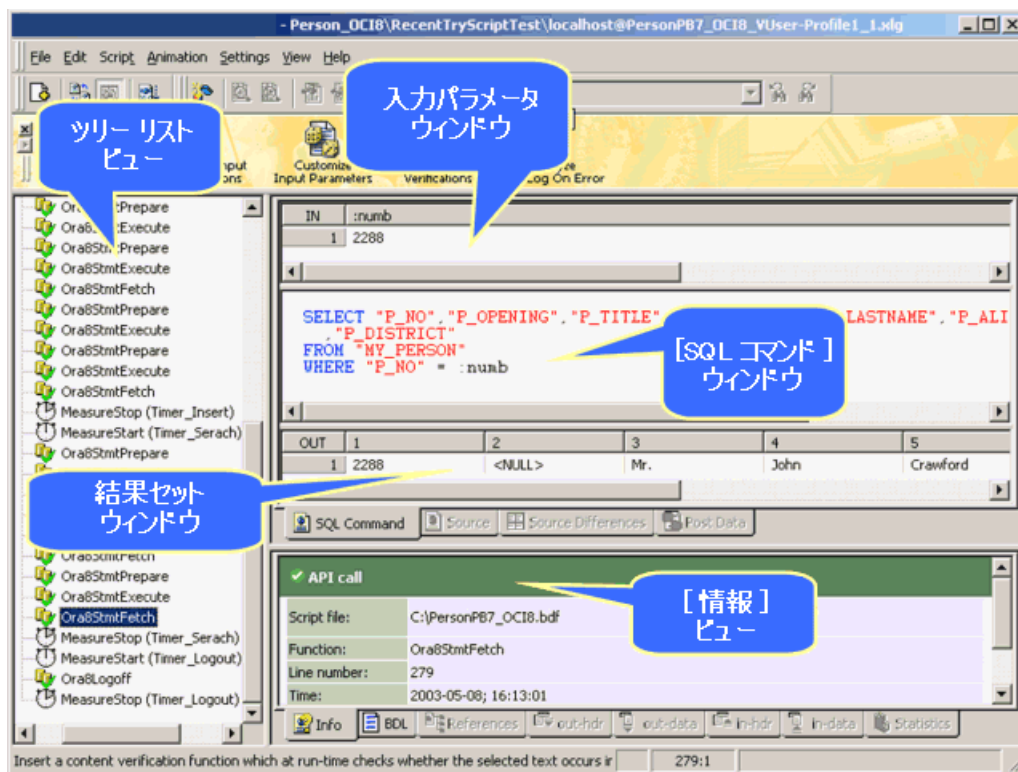 - Person_OCI8\RecentTryScriptTest\localhost@PersonPB7_OCI8_VUser-Profile1_1.xlg
File Edit Script Animation Settings View Help
ツリー リスト
ビュー
入力パラメータ
ウィンドウ
Customize
Input Parameters
Verifications
Log On Error
Ora8StmtExecute
Ora8StmtPrepare
Ora8StmtExecute
Ora8StmtFetch
Ora8StmtPrepare
Ora8StmtExecute
Ora8StmtPrepare
Ora8StmtExecute
Ora8StmtFetch
MeasureStop (Timer_Insert)
MeasureStart (Timer_Serach)
Ora8StmtPrepare
結果セット
ウィンドウ
Ora8StmtFetch
Ora8StmtPrepare
Ora8StmtExecute
Ora8StmtFetch
MeasureStop (Timer_Serach)
MeasureStart (Timer_Logout)
Ora8Logoff
MeasureStop (Timer_Logout)
IN :numb
1 2288
SELECT "P_NO","P_OPENING","P_TITLE" LASTNAME","P_ALI
,"P_DISTRICT"
FROM "MY_PERSON"
WHERE "P_NO" = :numb
[SQL コマンド ]
ウィンドウ
OUT 1 2 3 4 5
1 2288 <NULL> Mr. John Crawford
SQL Command Source Source Differences Post Data
API call
Script file: C:\PersonPB7_OCI8.bdf
Function: Ora8StmtFetch
Line number: 279
Time: 2003-05-08; 16:13:01
[ 情報 ]
ビュー
Info BDL References out-hdr out-data in-hdr in-data Statistics
Insert a content verification function which at run-time checks whether the selected text occurs ir 279:1